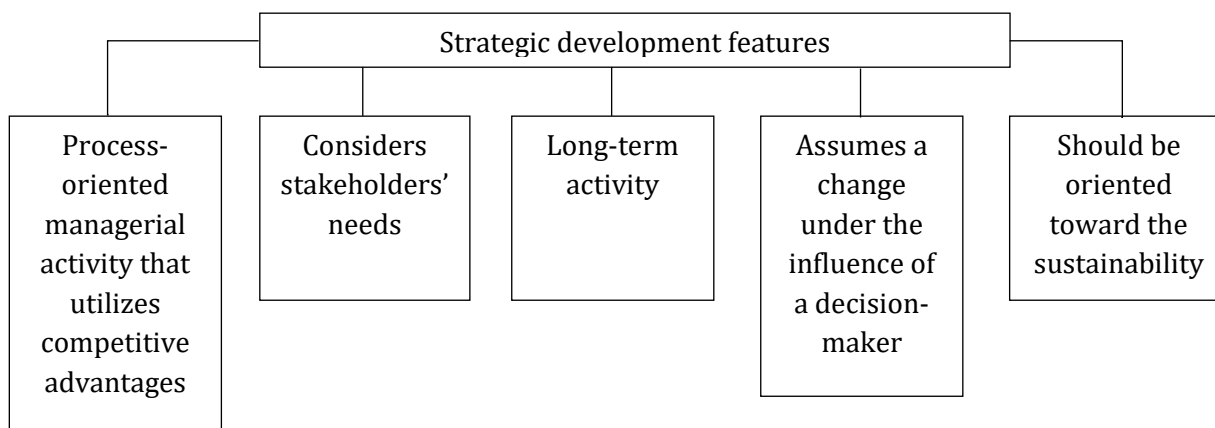 Strategic development features
Process-
oriented
managerial
activity that
utilizes
competitive
advantages
Considers
stakeholders’
needs
Long-term
activity
Assumes a
change
under the
influence of
a decision-
maker
Should be
oriented
toward the
sustainability